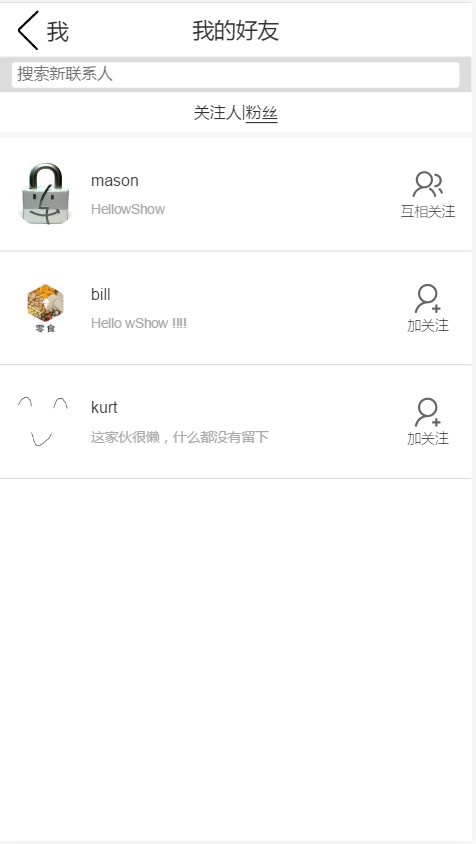 我
我的好友
搜索新联系人
关注人|粉丝
mason
HellowShow
互相关注
bill
Hello wShow !!!!
加关注
零食
kurt
这家伙很懒，什么都没有留下
加关注